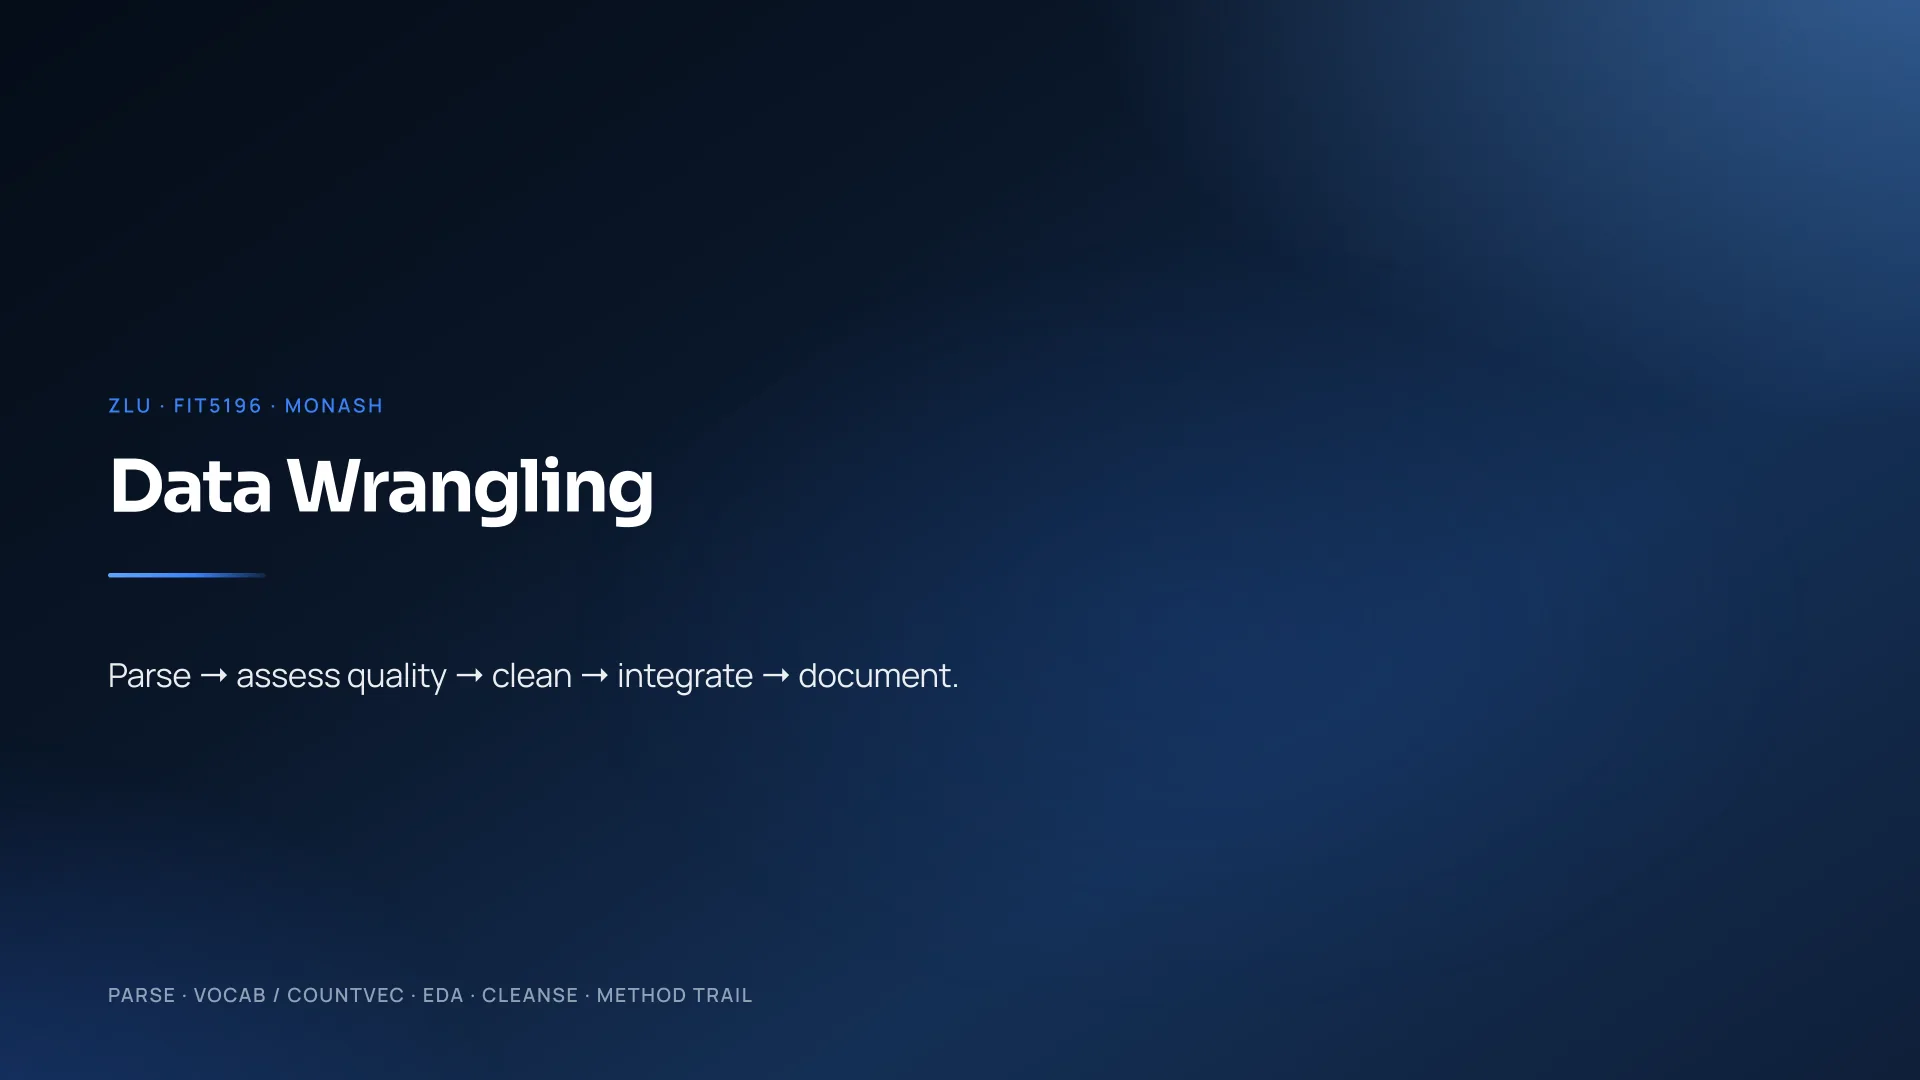 ZLU · FIT5196 · MONASH
Data Wrangling
Parse → assess quality → clean → integrate → document.
PARSE · VOCAB / COUNTVEC · EDA · CLEANSE · METHOD TRAIL